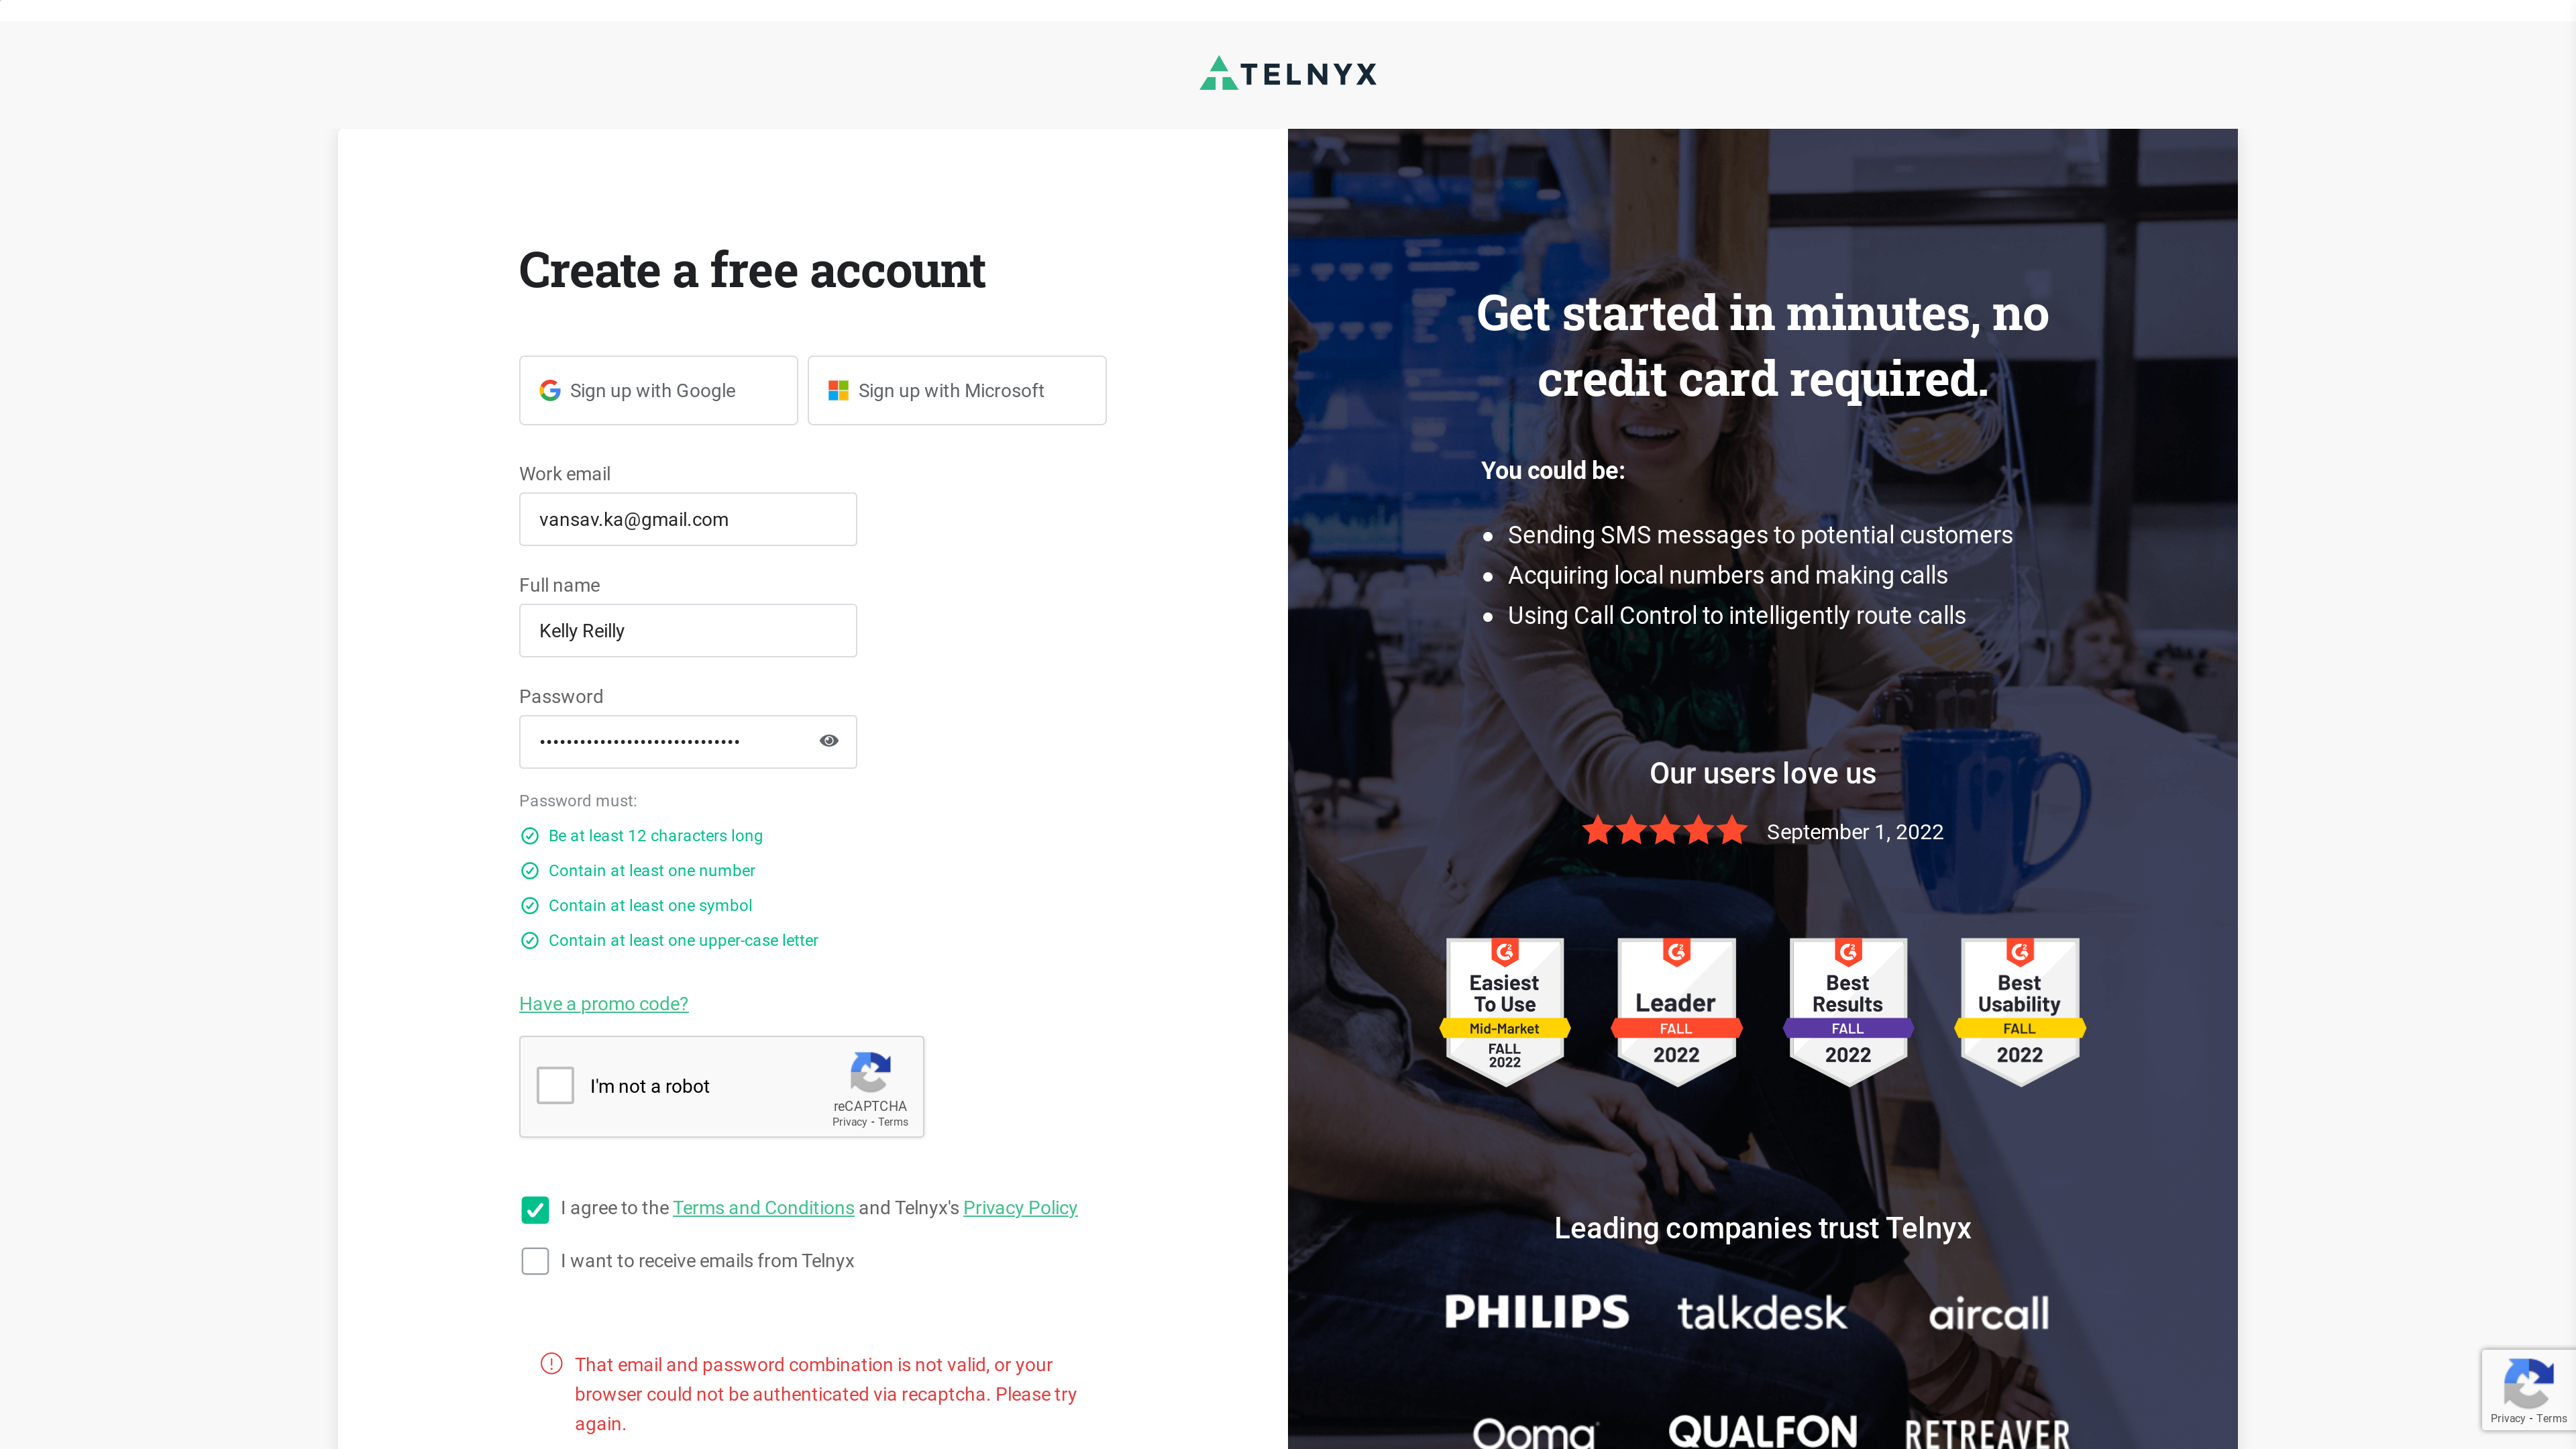 TELNYX
Create a free account
Sign up with Google
Sign up with Microsoft
Work email
vansav.ka@gmail.com
Full name
Kelly Reilly
Password
••••••••••••••••••••••••••••••
Password must:
Be at least 12 characters long
Contain at least one number
Contain at least one symbol
Contain at least one upper-case letter
Have a promo code?
I'm not a robot
reCAPTCHA
Privacy - Terms
I agree to the Terms and Conditions and Telnyx's Privacy Policy
I want to receive emails from Telnyx
That email and password combination is not valid, or your
browser could not be authenticated via recaptcha. Please try
again.
Get started in minutes, no
credit card required.
You could be:
• Sending SMS messages to potential customers
• Acquiring local numbers and making calls
• Using Call Control to intelligently route calls
Our users love us
September 1, 2022
G2
Easiest
To Use
Mid-Market
FALL
2022
G2
Leader
FALL
2022
G2
Best
Results
FALL
2022
G2
Best
Usability
FALL
2022
Leading companies trust Telnyx
PHILIPS
talkdesk
aircall
Ooma
QUALFON
RETREAVER
Privacy - Terms